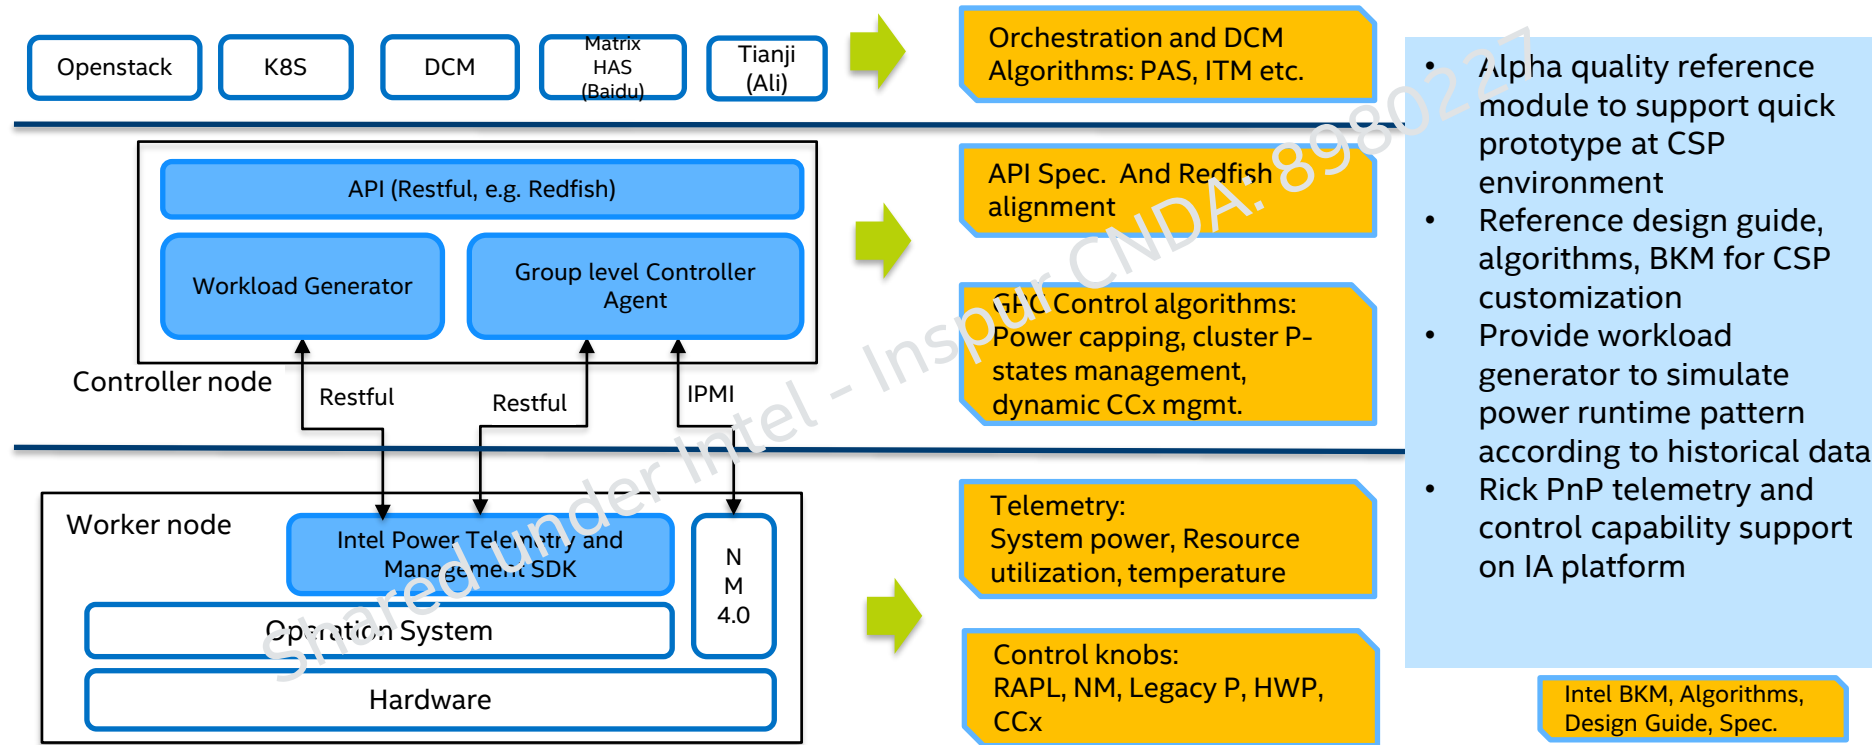 Openstack
K8S
DCM
Matrix
HAS
(Baidu)
Tianji
(Ali)
Orchestration and DCM
Algorithms: PAS, ITM etc.
API (Restful, e.g. Redfish)
Workload Generator
Group level Controller
Agent
Controller node
Restful
Restful
IPMI
API Spec.  And Redfish
alignment
GPC Control algorithms:
Power capping, cluster P-
states management,
dynamic CCx mgmt.
Worker node
Intel Power Telemetry and
Management SDK
N
M
4.0
Operation System
Hardware
Telemetry:
System power, Resource
utilization, temperature
Control knobs:
RAPL, NM, Legacy P, HWP,
CCx
• Alpha quality reference
module to support quick
prototype at CSP
environment
• Reference design guide,
algorithms, BKM for CSP
customization
• Provide workload
generator to simulate
power runtime pattern
according to historical data
• Rick PnP telemetry and
control capability support
on IA platform
Intel BKM, Algorithms,
Design Guide, Spec.
Shared under Intel - Inspur CNDA: 8980227